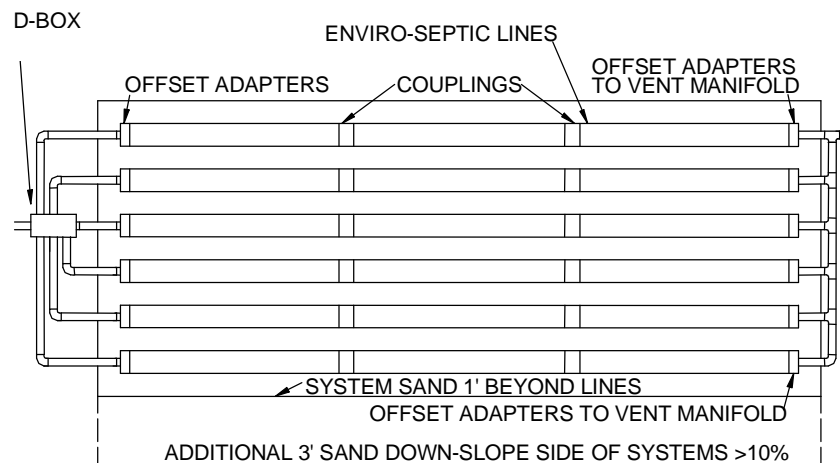 D-BOX
ENVIRO-SEPTIC LINES
OFFSET ADAPTERS
COUPLINGS
OFFSET ADAPTERS
TO VENT MANIFOLD
SYSTEM SAND 1' BEYOND LINES
OFFSET ADAPTERS TO VENT MANIFOLD
ADDITIONAL 3' SAND DOWN-SLOPE SIDE OF SYSTEMS >10%